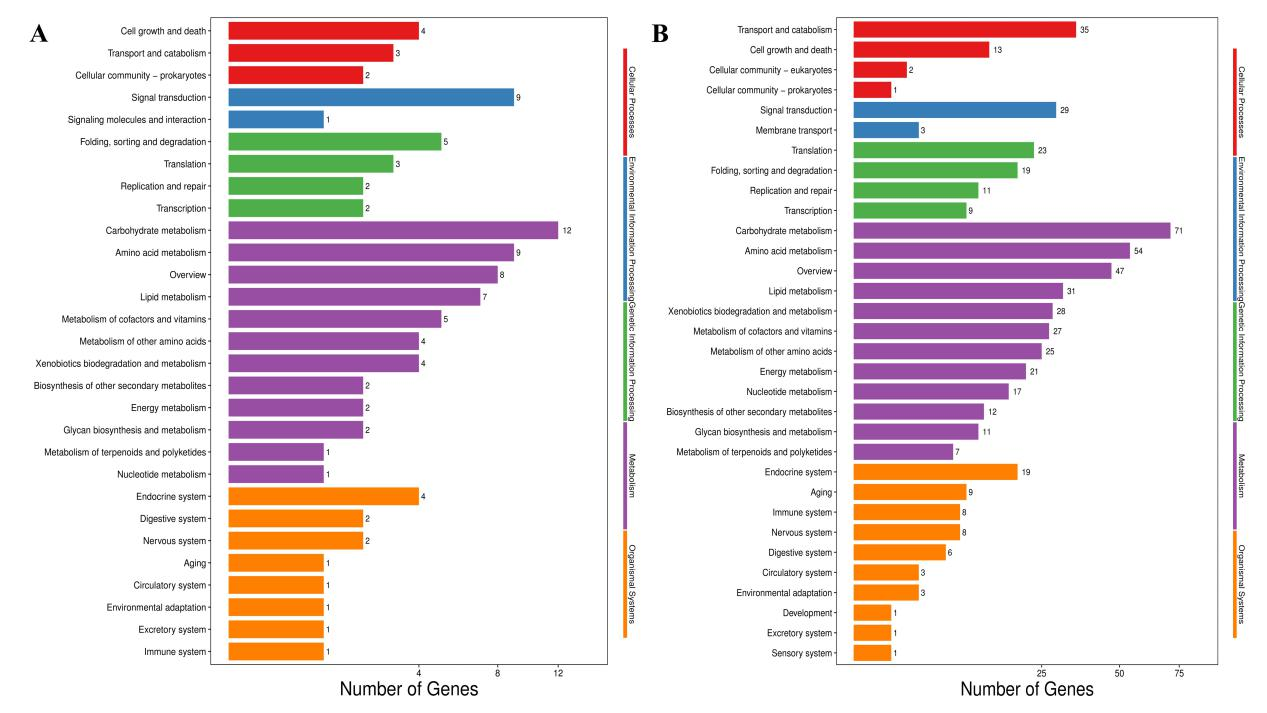 A
Cell growth and death 4
Transport and catabolism 3
Cellular community – prokaryotes 2
Signal transduction 9
Signaling molecules and interaction 1
Folding, sorting and degradation 5
Translation 3
Replication and repair 2
Transcription 2
Carbohydrate metabolism 12
Amino acid metabolism 9
Overview 8
Lipid metabolism 7
Metabolism of cofactors and vitamins 5
Metabolism of other amino acids 4
Xenobiotics biodegradation and metabolism 4
Biosynthesis of other secondary metabolites 2
Energy metabolism 2
Glycan biosynthesis and metabolism 2
Metabolism of terpenoids and polyketides 1
Nucleotide metabolism 1
Endocrine system 4
Digestive system 2
Nervous system 2
Aging 1
Circulatory system 1
Environmental adaptation 1
Excretory system 1
Immune system 1
4 8 12
Number of Genes
Cellular Processes
Environmental Information Processing
Genetic Information Processing
Metabolism
Organismal Systems
B
Transport and catabolism 35
Cell growth and death 13
Cellular community – eukaryotes 2
Cellular community – prokaryotes 1
Signal transduction 29
Membrane transport 3
Translation 23
Folding, sorting and degradation 19
Replication and repair 11
Transcription 9
Carbohydrate metabolism 71
Amino acid metabolism 54
Overview 47
Lipid metabolism 31
Xenobiotics biodegradation and metabolism 28
Metabolism of cofactors and vitamins 27
Metabolism of other amino acids 25
Energy metabolism 21
Nucleotide metabolism 17
Biosynthesis of other secondary metabolites 12
Glycan biosynthesis and metabolism 11
Metabolism of terpenoids and polyketides 7
Endocrine system 19
Aging 9
Immune system 8
Nervous system 8
Digestive system 6
Circulatory system 3
Environmental adaptation 3
Development 1
Excretory system 1
Sensory system 1
25 50 75
Number of Genes
Cellular Processes
Environmental Information Processing
Genetic Information Processing
Metabolism
Organismal Systems